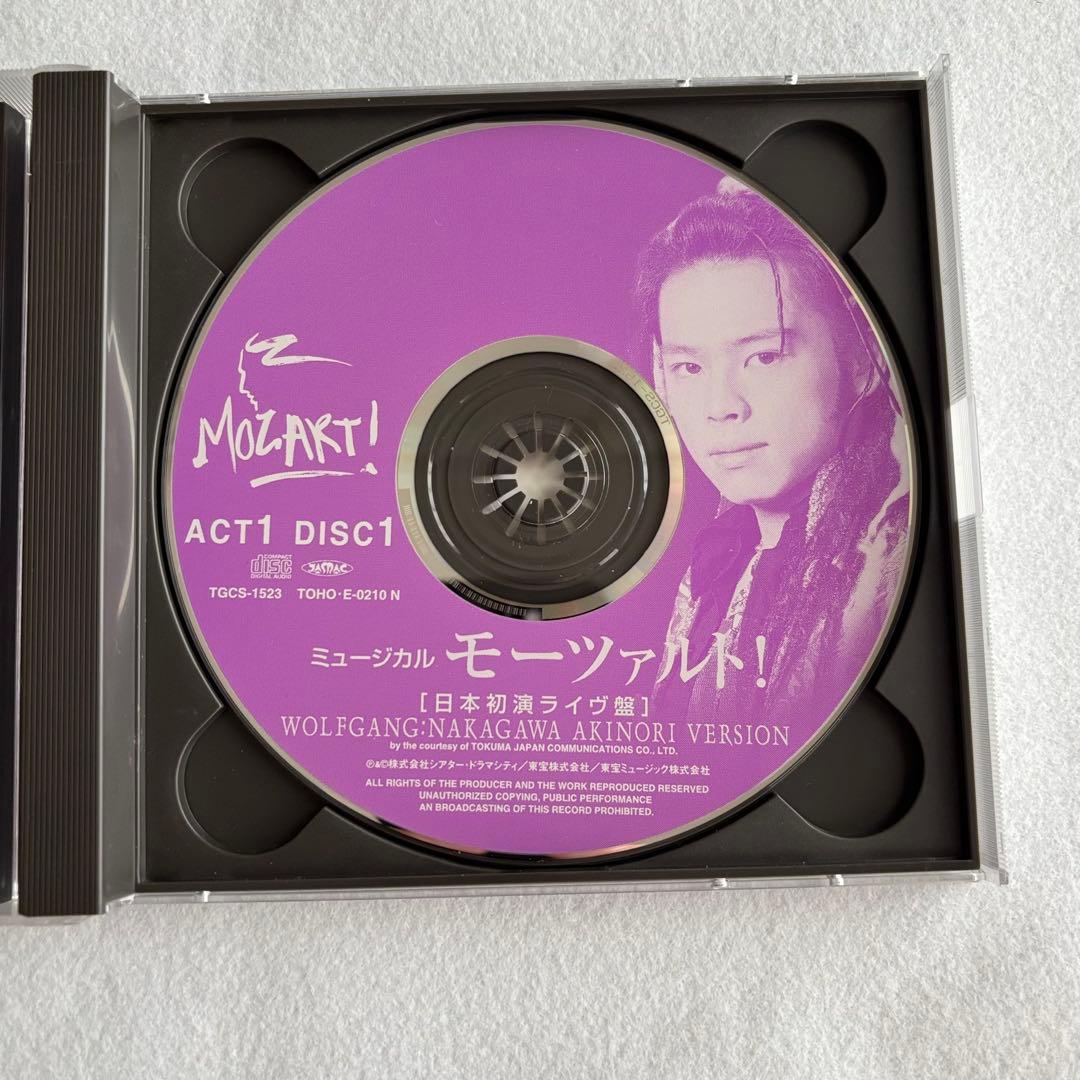 MOZART!
ACT1 DISC1
COMPACT
disc
DIGITAL AUDIO
JASRAC
TGCS-1523 TOHO・E-0210 N
ミュージカル モーツァルト!
[日本初演ライヴ盤]
WOLFGANG:NAKAGAWA AKINORI VERSION
by the courtesy of TOKUMA JAPAN COMMUNICATIONS CO., LTD.
Ⓟ&©株式会社シアター・ドラマシティ/東宝株式会社/東宝ミュージック株式会社
ALL RIGHTS OF THE PRODUCER AND THE WORK REPRODUCED RESERVED
UNAUTHORIZED COPYING, PUBLIC PERFORMANCE
AN BROADCASTING OF THIS RECORD PROHIBITED.